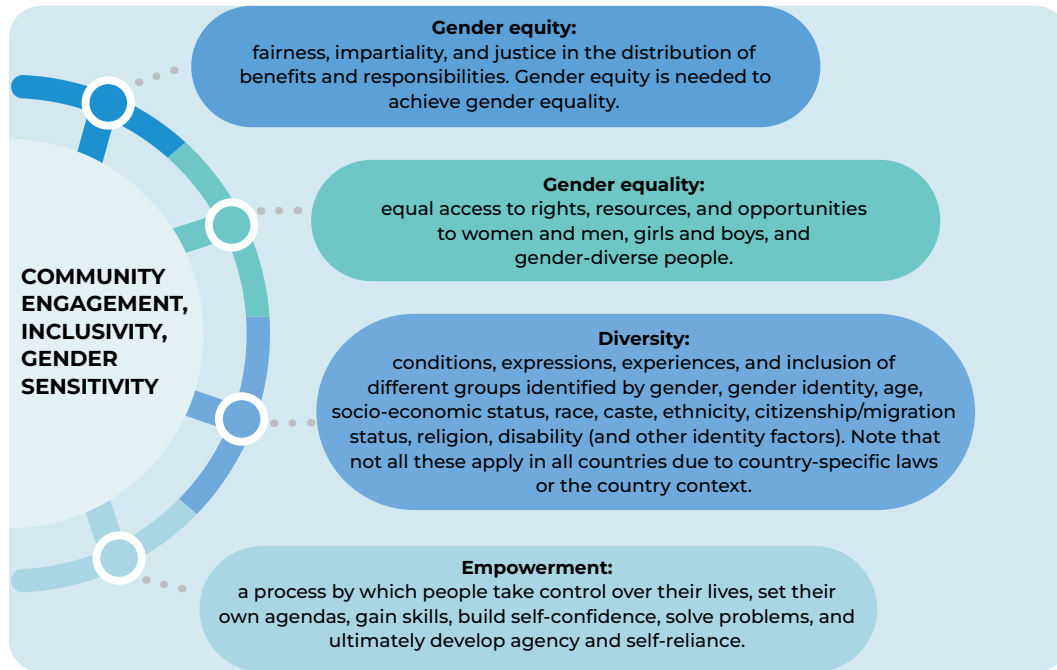 Gender equity:
fairness, impartiality, and justice in the distribution of
benefits and responsibilities. Gender equity is needed to
achieve gender equality.
Gender equality:
equal access to rights, resources, and opportunities
to women and men, girls and boys, and
gender-diverse people.
COMMUNITY
ENGAGEMENT,
INCLUSIVITY,
GENDER
SENSITIVITY
Diversity:
conditions, expressions, experiences, and inclusion of
different groups identified by gender, gender identity, age,
socio-economic status, race, caste, ethnicity, citizenship/migration
status, religion, disability (and other identity factors). Note that
not all these apply in all countries due to country-specific laws
or the country context.
Empowerment:
a process by which people take control over their lives, set their
own agendas, gain skills, build self-confidence, solve problems, and
ultimately develop agency and self-reliance.